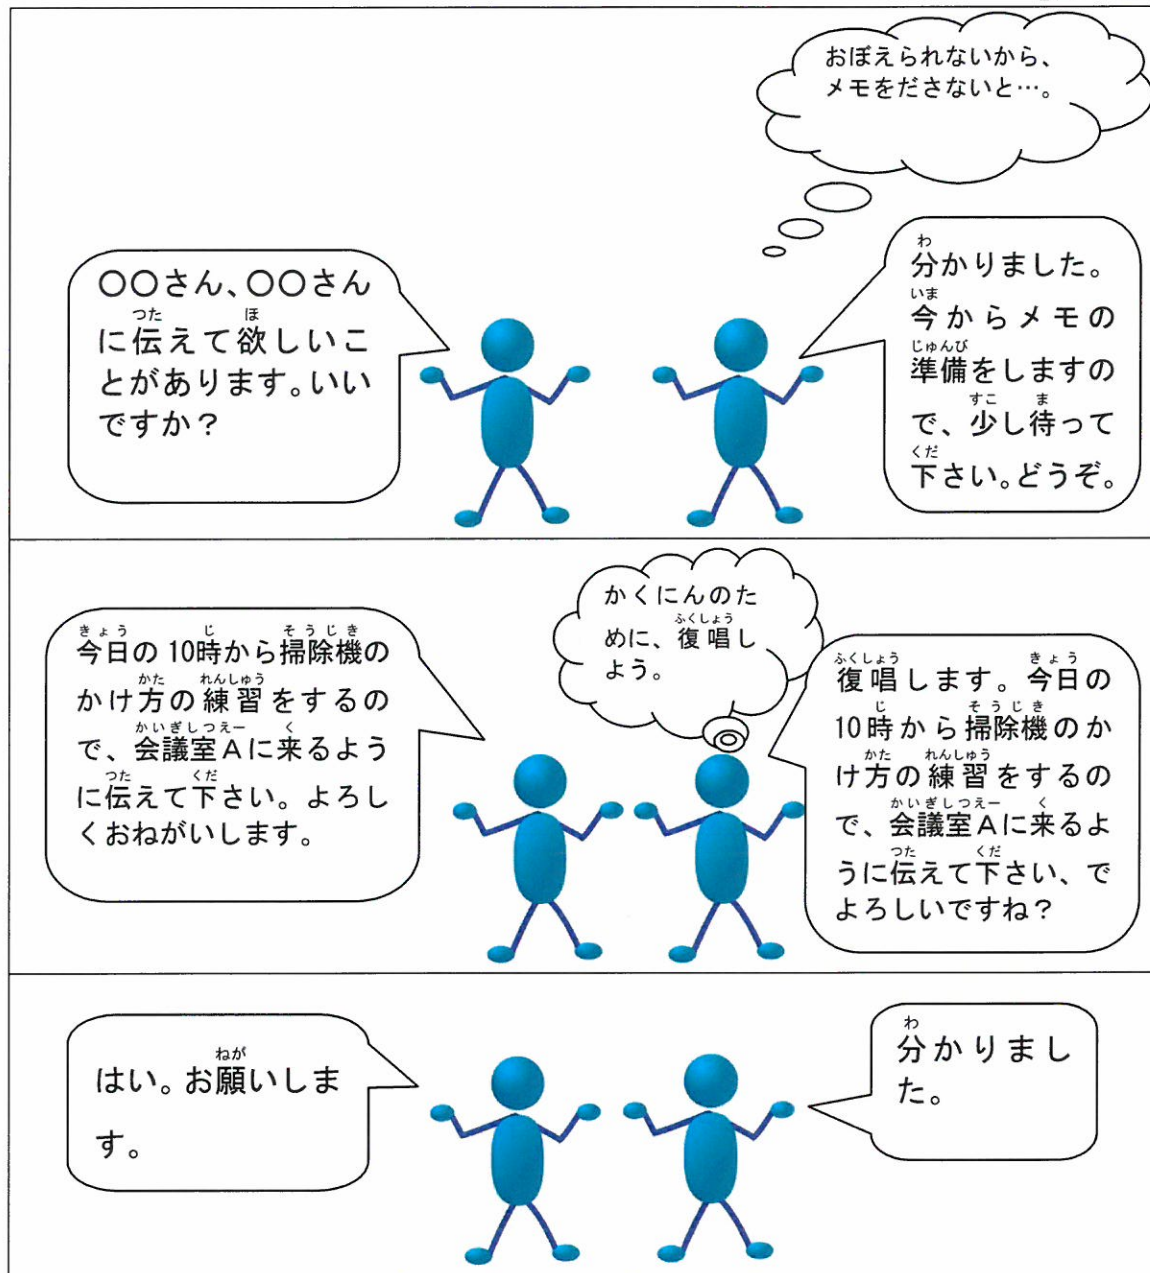 〇〇さん、〇〇さん
に伝えて欲しいこ
とがあります。いい
ですか？
おぼえられないから、
メモをださないと…。
分かりました。
今からメモの
準備をしますの
で、少し待って
下さい。どうぞ。
今日の10時から掃除機の
かけ方の練習をするの
で、会議室Aに来るよう
に伝えて下さい。よろし
くおねがいします。
かくにんのた
めに、復唱し
よう。
復唱します。今日の
10時から掃除機のか
け方の練習をするの
で、会議室Aに来るよ
うに伝えて下さい、で
よろしいですね？
はい。お願いしま
す。
分かりまし
た。